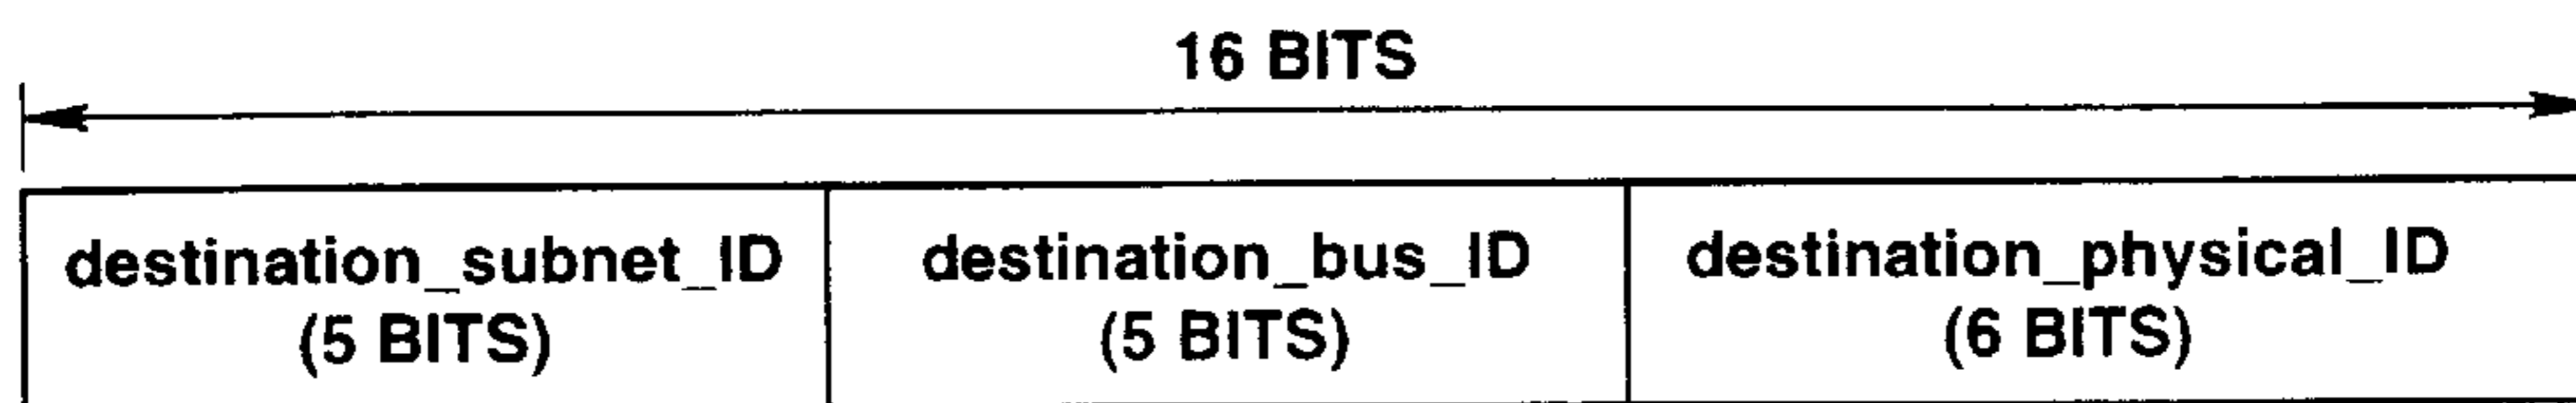 16 BITS
destination_subnet_ID
(5 BITS)
destination_bus_ID
(5 BITS)
destination_physical_ID
(6 BITS)